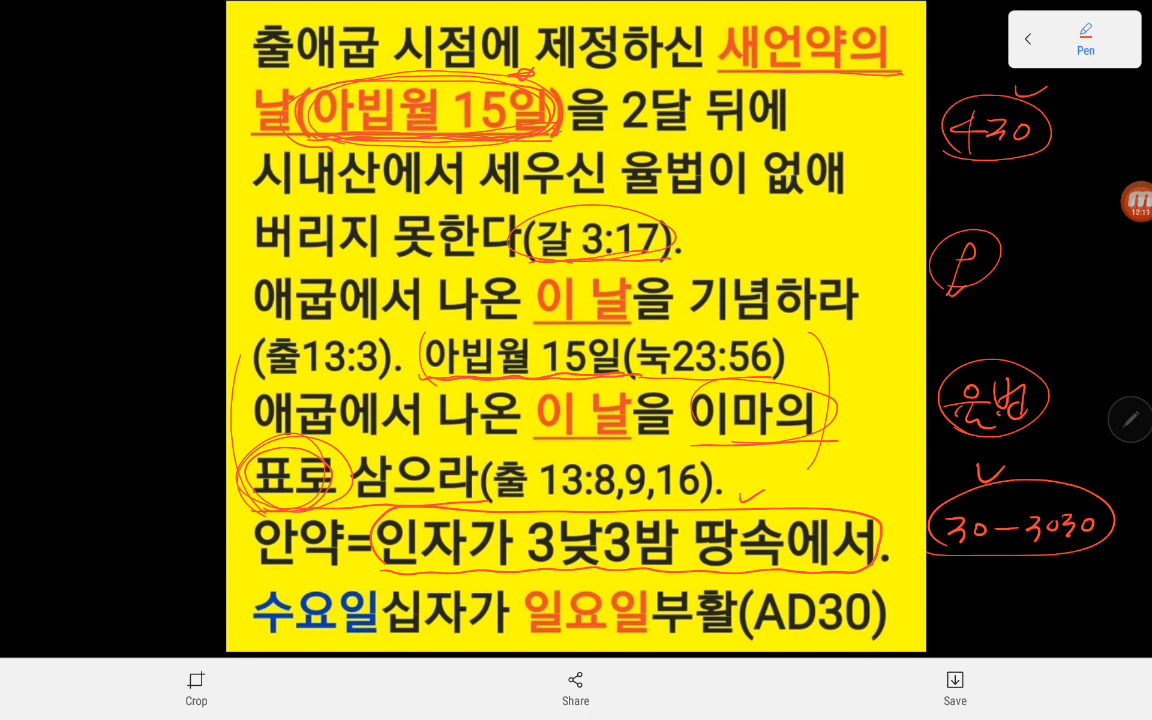 출애굽 시점에 제정하신 새언약의
날(아빕월 15일)을 2달 뒤에
시내산에서 세우신 율법이 없애
버리지 못한다(갈 3:17).
애굽에서 나온 이 날을 기념하라
(출13:3). 아빕월 15일(눅23:56)
애굽에서 나온 이 날을 이마의
표로 삼으라(출 13:8,9,16).
안약=인자가 3낮3밤 땅속에서.
수요일십자가 일요일부활(AD30)
Pen
430
10:19
30-3030
Crop
Share
Save